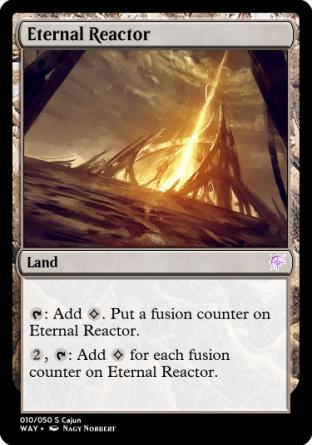 Eternal Reactor
Land
: Add . Put a fusion counter on
Eternal Reactor.
2 , : Add for each fusion
counter on Eternal Reactor.
010/050 S Cajun
WAY • Nagy Norbert